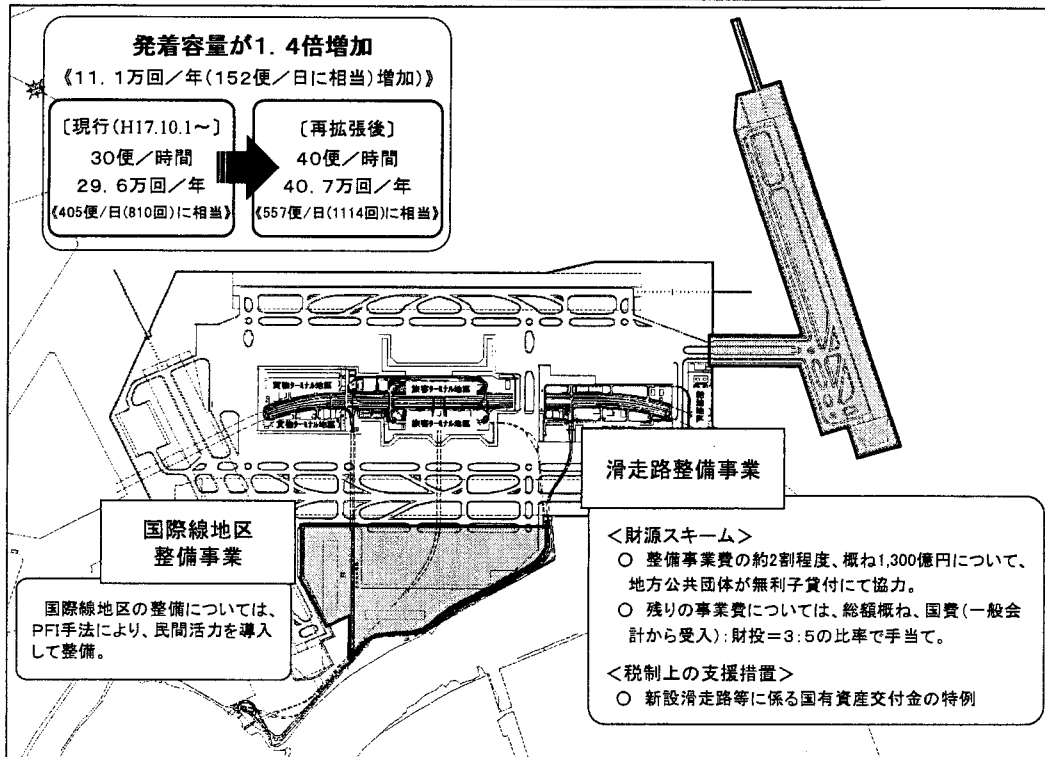 発着容量が1.4倍増加
《11.1万回/年(152便/日に相当)増加》
〔現行(H17.10.1～〕
30便/時間
29.6万回/年
《405便/日(810回)に相当》
〔再拡張後〕
40便/時間
40.7万回/年
《557便/日(1114回)に相当》
貨物ターミナル地区
旅客ターミナル地区
貨物ターミナル地区
旅客ターミナル地区
滑走路整備事業
国際線地区
整備事業
国際線地区の整備については、
PFI手法により、民間活力を導入
して整備。
＜財源スキーム＞
○ 整備事業費の約2割程度、概ね1,300億円について、
地方公共団体が無利子貸付にて協力。
○ 残りの事業費については、総額概ね、国費(一般会
計から受入):財投=3:5の比率で手当て。
＜税制上の支援措置＞
○ 新設滑走路等に係る国有資産交付金の特例